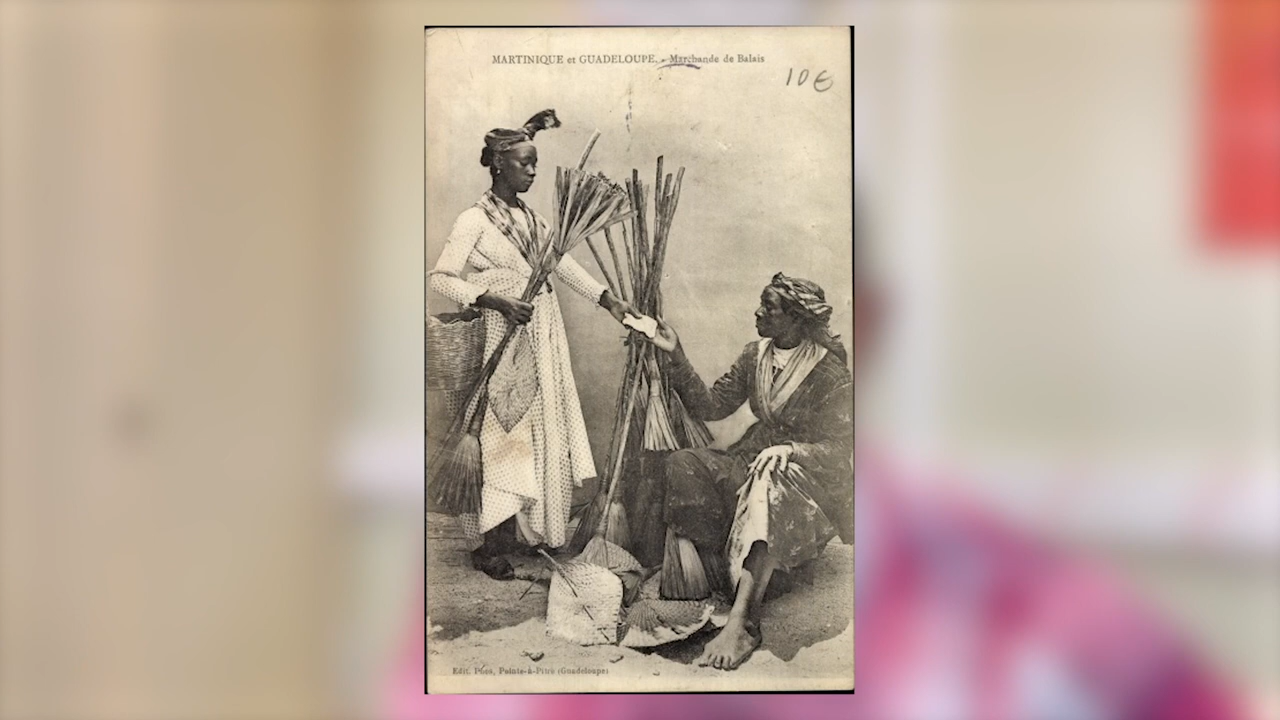 MARTINIQUE et GUADELOUPE. - Marchande de Balais
10€
Edit. Phos, Pointe-à-Pitre (Guadeloupe)